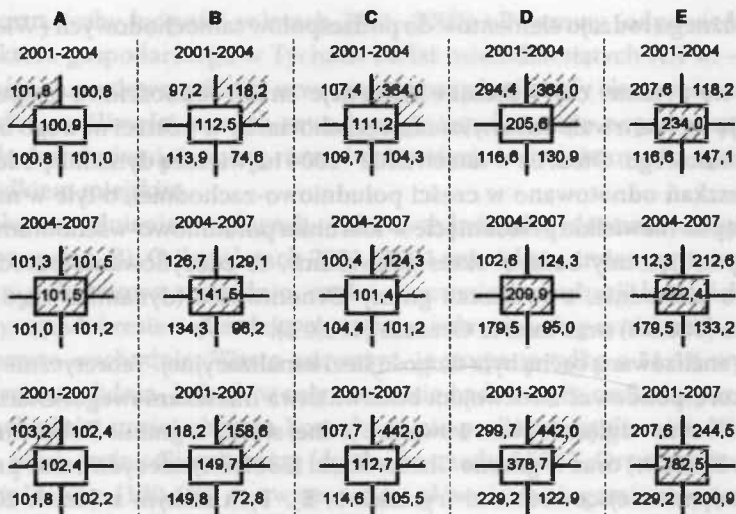 A B C D E
2001-2004 2001-2004 2001-2004 2001-2004 2001-2004
101,8 100,8 97,2 118,2 107,4 364,0 294,4 364,0 207,6 118,2
100,9 112,5 111,2 205,6 234,0
100,8 101,0 113,9 74,6 109,7 104,3 116,6 130,9 116,6 147,1
2004-2007 2004-2007 2004-2007 2004-2007 2004-2007
101,3 101,5 126,7 129,7 100,4 124,3 102,6 124,3 112,3 212,6
101,5 141,5 101,4 209,9 222,4
101,0 101,2 134,3 96,2 104,4 101,2 179,5 95,0 179,5 133,2
2001-2007 2001-2007 2001-2007 2001-2007 2001-2007
103,2 102,4 118,2 158,6 107,7 442,0 299,7 442,0 207,6 244,5
102,4 149,7 112,7 378,7 782,5
101,8 102,2 149,8 72,8 114,6 105,5 229,2 122,9 229,2 200,9